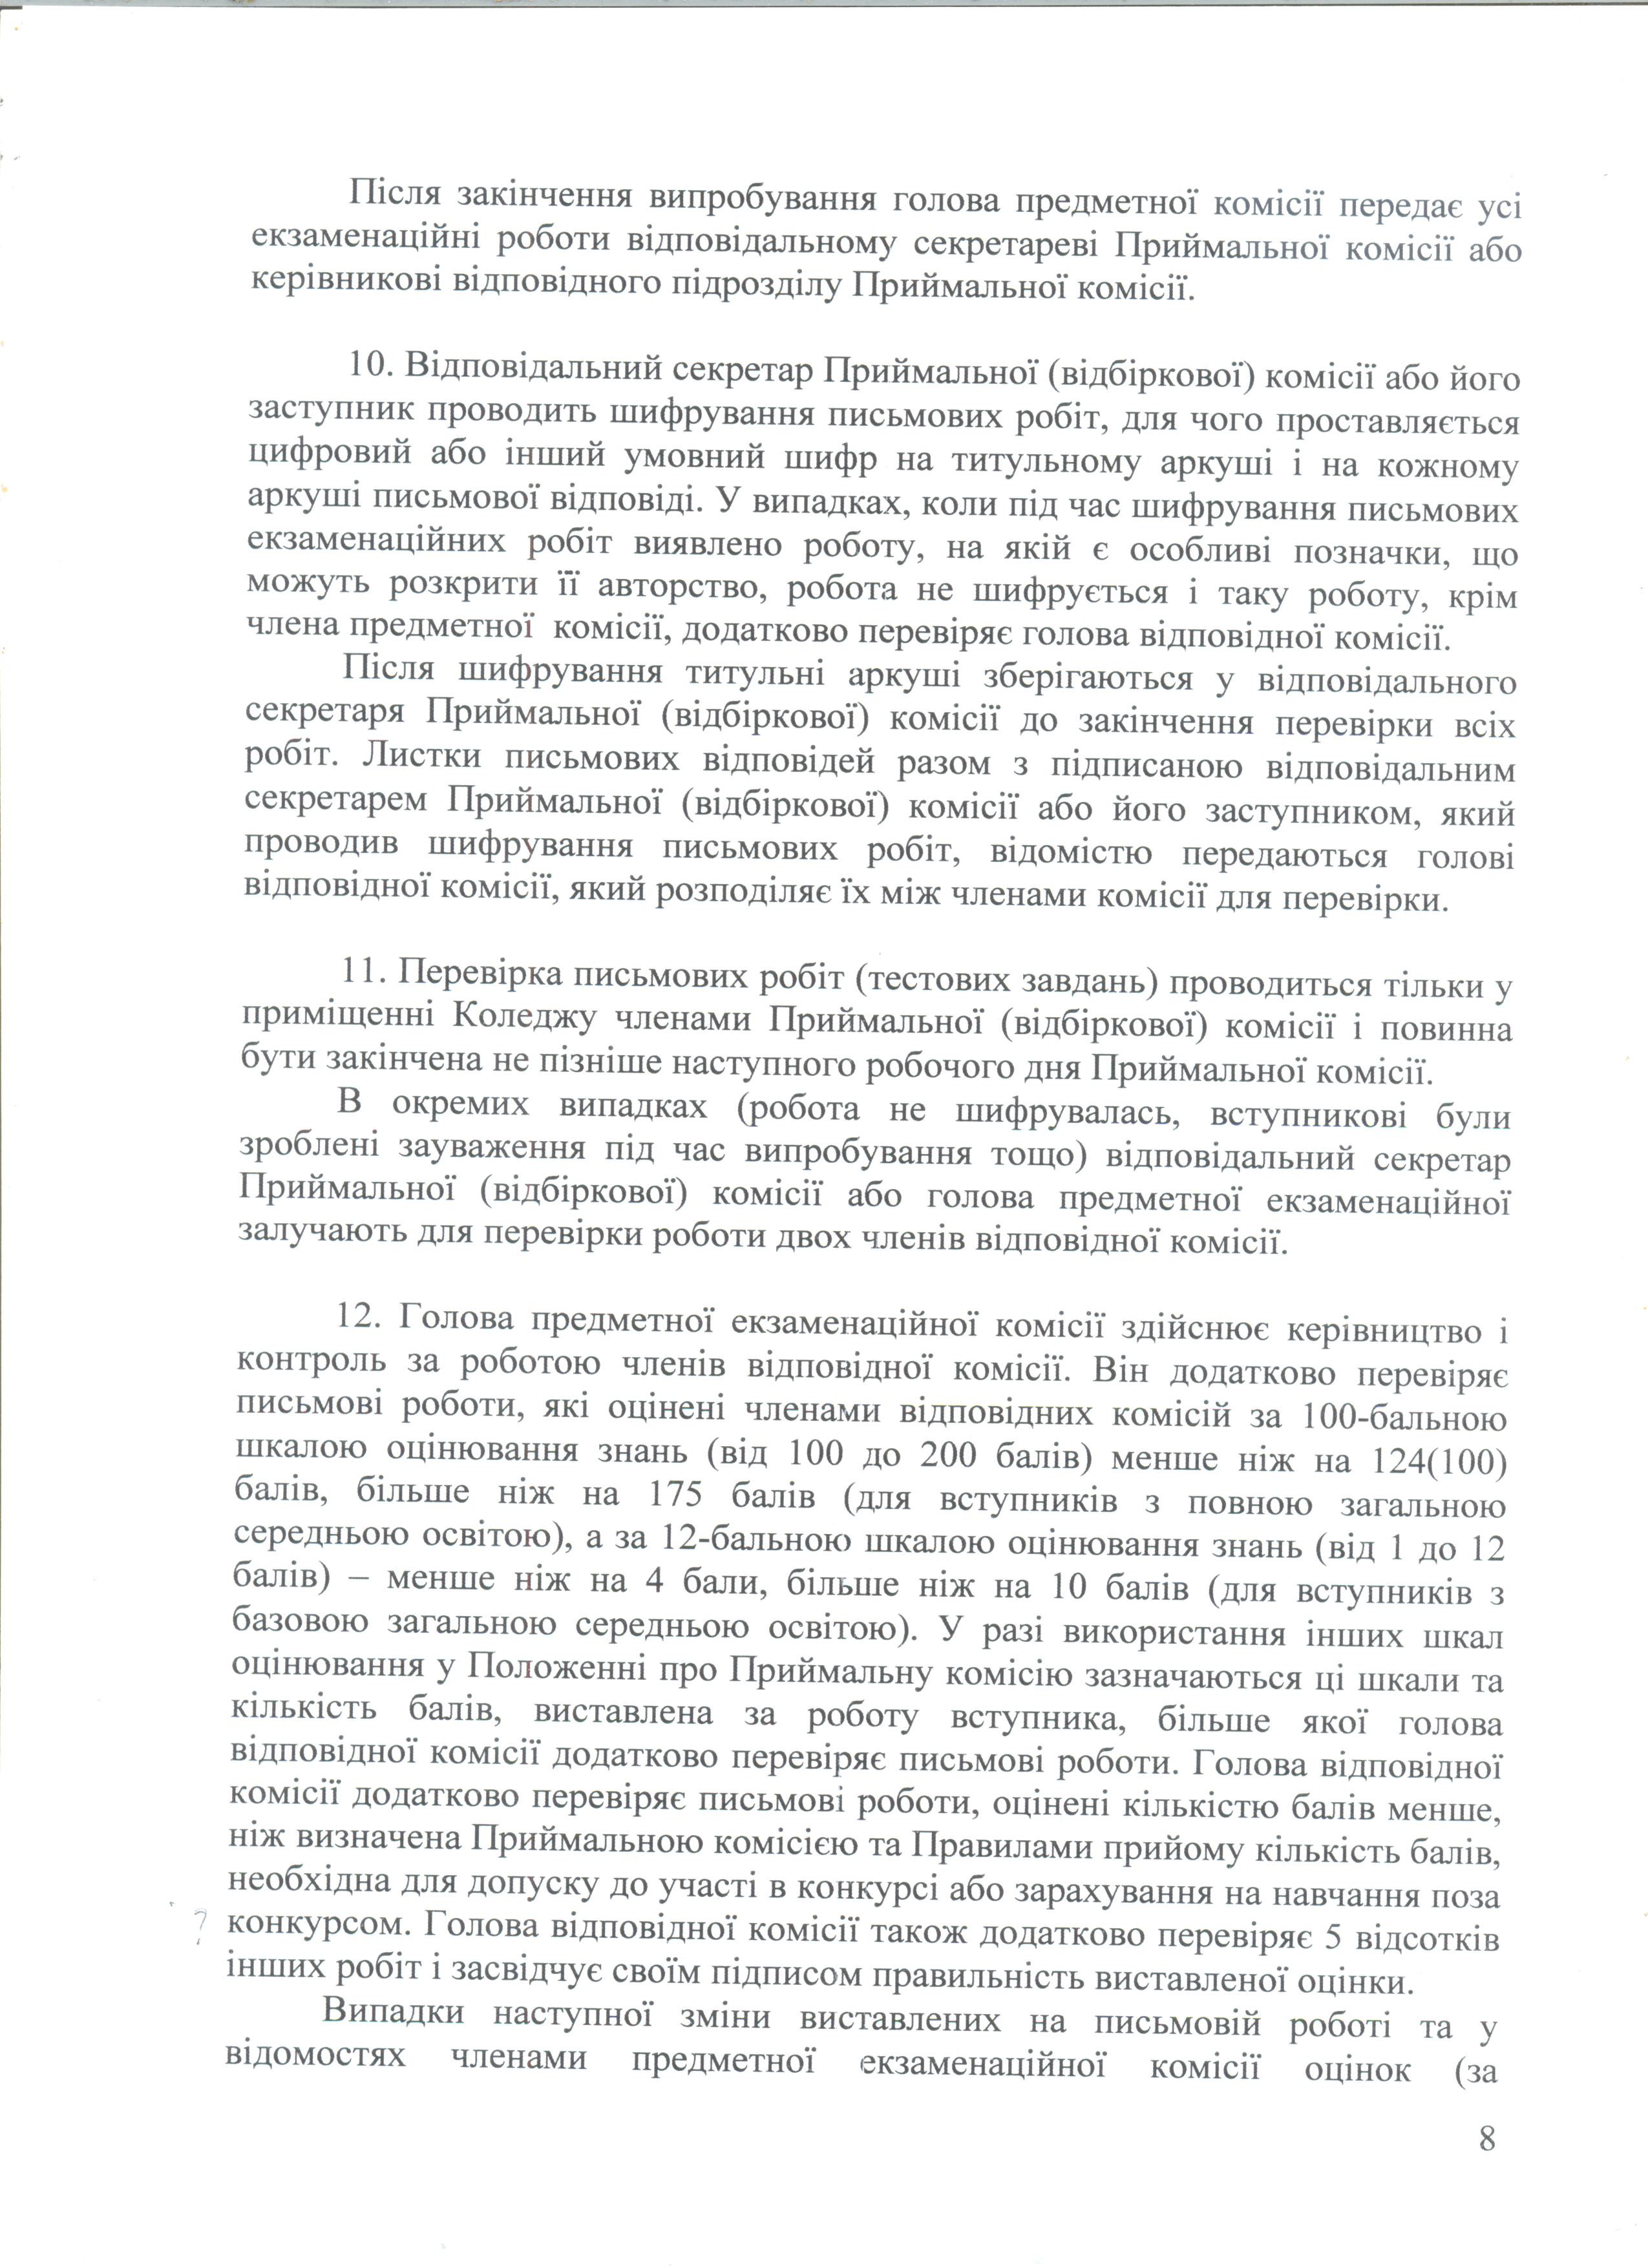 Після закінчення випробування голова предметної комісії передає усі
екзаменаційні роботи відповідальному секретареві Приймальної комісії або
керівникові відповідного підрозділу Приймальної комісії.
10. Відповідальний секретар Приймальної (відбіркової) комісії або його
заступник проводить шифрування письмових робіт, для чого проставляється
цифровий або інший умовний шифр на титульному аркуші і на кожному
аркуші письмової відповіді. У випадках, коли під час шифрування письмових
екзаменаційних робіт виявлено роботу, на якій є особливі позначки, що
можуть розкрити її авторство, робота не шифрується і таку роботу, крім
члена предметної комісії, додатково перевіряє голова відповідної комісії.
Після шифрування титульні аркуші зберігаються у відповідального
секретаря Приймальної (відбіркової) комісії до закінчення перевірки всіх
робіт. Листки письмових відповідей разом з підписаною відповідальним
секретарем Приймальної (відбіркової) комісії або його заступником, який
проводив шифрування письмових робіт, відомістю передаються голові
відповідної комісії, який розподіляє їх між членами комісії для перевірки.
11. Перевірка письмових робіт (тестових завдань) проводиться тільки у
приміщенні Коледжу членами Приймальної (відбіркової) комісії і повинна
бути закінчена не пізніше наступного робочого дня Приймальної комісії.
В окремих випадках (робота не шифрувалась, вступникові були
зроблені зауваження під час випробування тощо) відповідальний секретар
Приймальної (відбіркової) комісії або голова предметної екзаменаційної
залучають для перевірки роботи двох членів відповідної комісії.
12. Голова предметної екзаменаційної комісії здійснює керівництво і
контроль за роботою членів відповідної комісії. Він додатково перевіряє
письмові роботи, які оцінені членами відповідних комісій за 100-бальною
шкалою оцінювання знань (від 100 до 200 балів) менше ніж на 124(100)
балів, більше ніж на 175 балів (для вступників з повною загальною
середньою освітою), а за 12-бальною шкалою оцінювання знань (від 1 до 12
балів) – менше ніж на 4 бали, більше ніж на 10 балів (для вступників з
базовою загальною середньою освітою). У разі використання інших шкал
оцінювання у Положенні про Приймальну комісію зазначаються ці шкали та
кількість балів, виставлена за роботу вступника, більше якої голова
відповідної комісії додатково перевіряє письмові роботи. Голова відповідної
комісії додатково перевіряє письмові роботи, оцінені кількістю балів менше,
ніж визначена Приймальною комісією та Правилами прийому кількість балів,
необхідна для допуску до участі в конкурсі або зарахування на навчання поза
? конкурсом. Голова відповідної комісії також додатково перевіряє 5 відсотків
інших робіт і засвідчує своїм підписом правильність виставленої оцінки.
Випадки наступної зміни виставлених на письмовій роботі та у
відомостях членами предметної екзаменаційної комісії оцінок (за
8